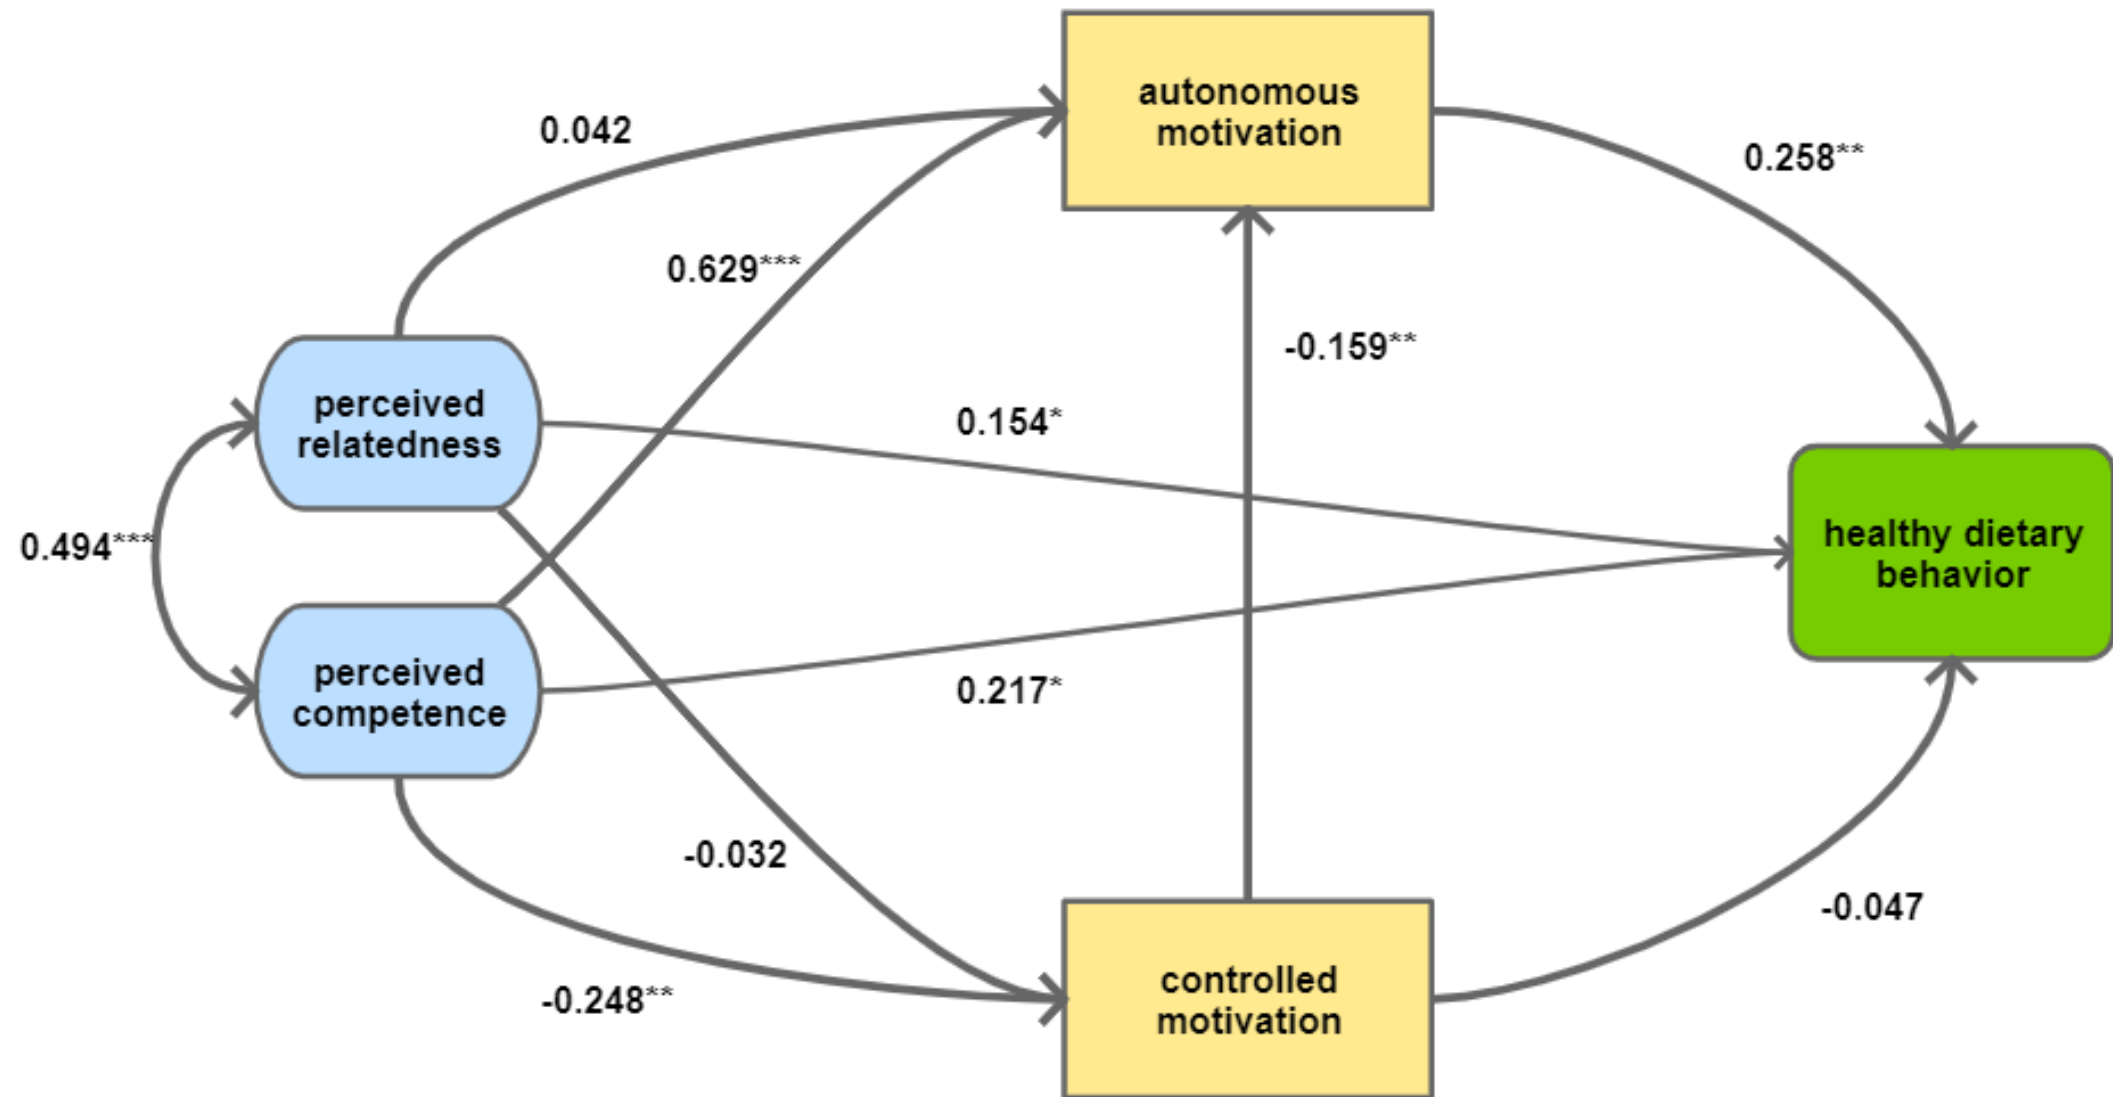 autonomous
motivation
0.042
0.258**
0.629***
-0.159**
perceived
relatedness
0.154*
0.494***
healthy dietary
behavior
perceived
competence
0.217*
-0.032
-0.047
-0.248**
controlled
motivation